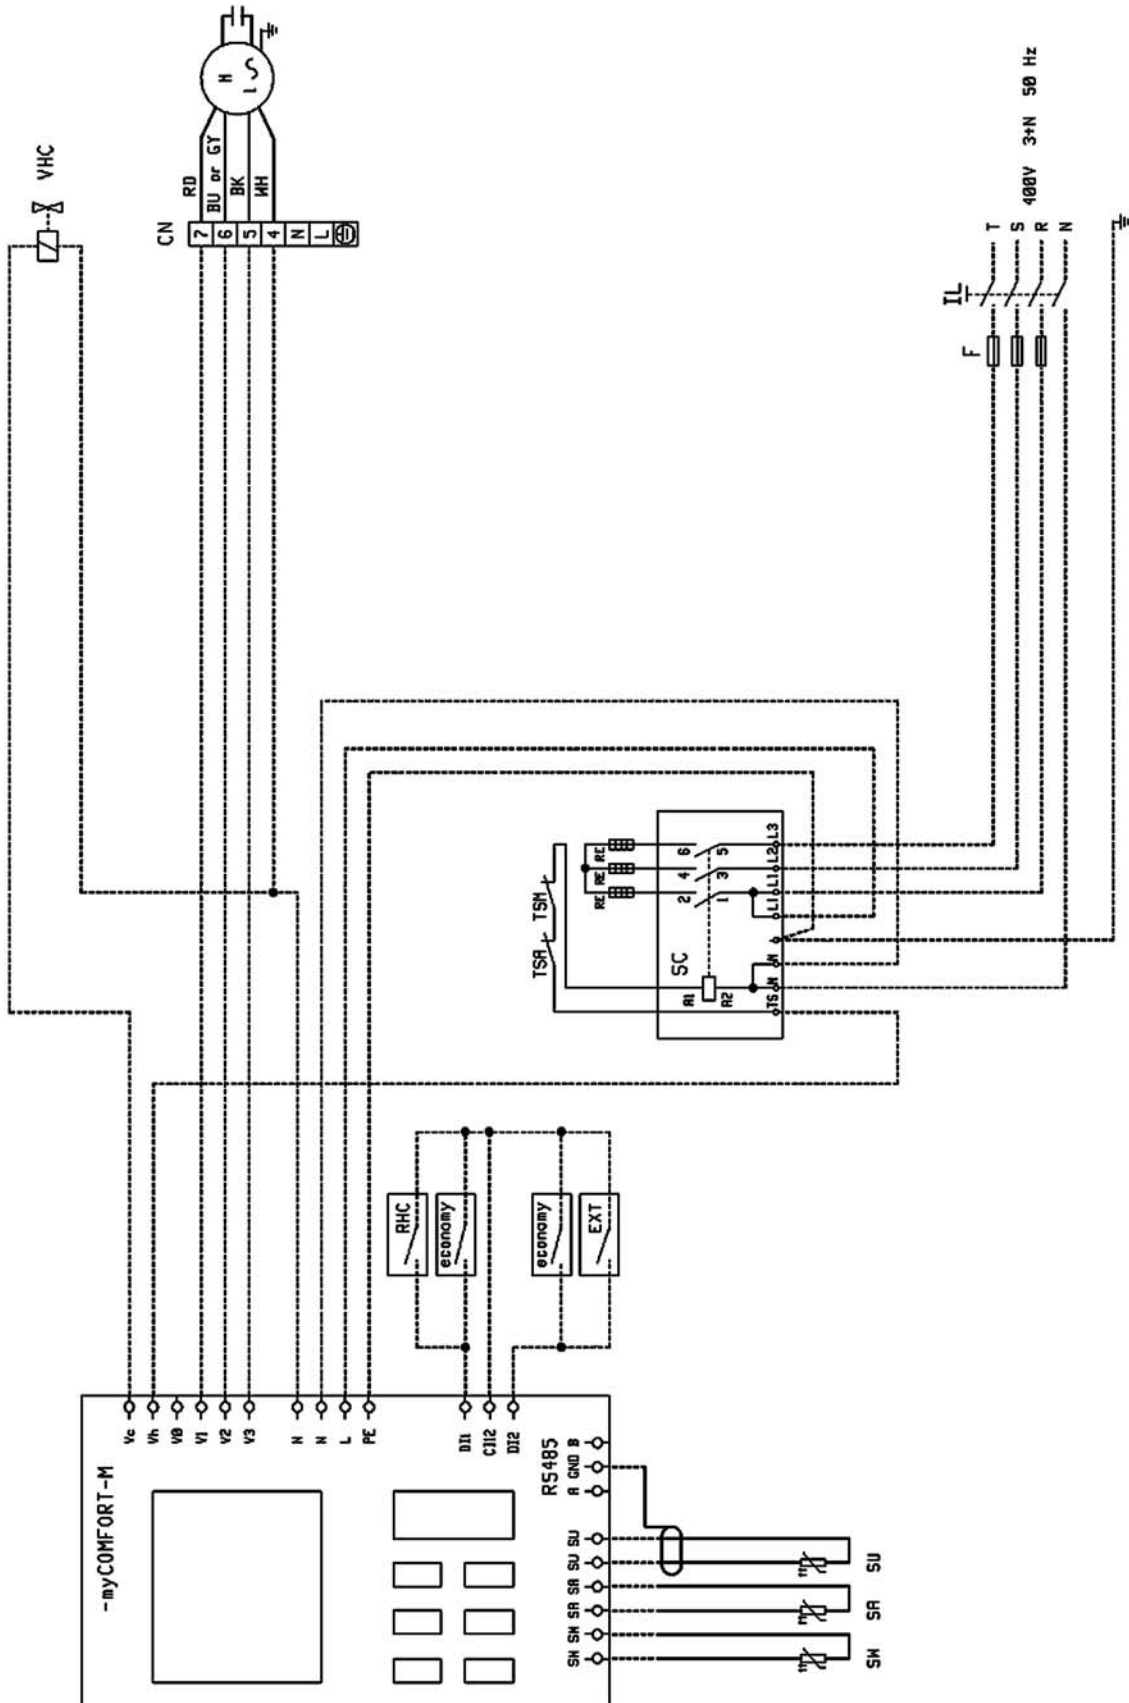 VHC
CN
7
6
5
4
N
L
RD
BU or GY
BK
WH
M
1
400V 3+N 50 Hz
T
S
R
N
IL
F
TSA
TSM
RE
RE
RE
SC
2
4
6
1
3
5
A1
A2
TS
N
N
L1
L1
L2
L3
RHC
economy
economy
EXT
-myCOMFORT-M
Vc
Vh
V0
V1
V2
V3
N
N
L
PE
DI1
CI12
DI2
RS485
A
GND
B
SW
SW
SA
SA
SU
SU
SW
SA
SU